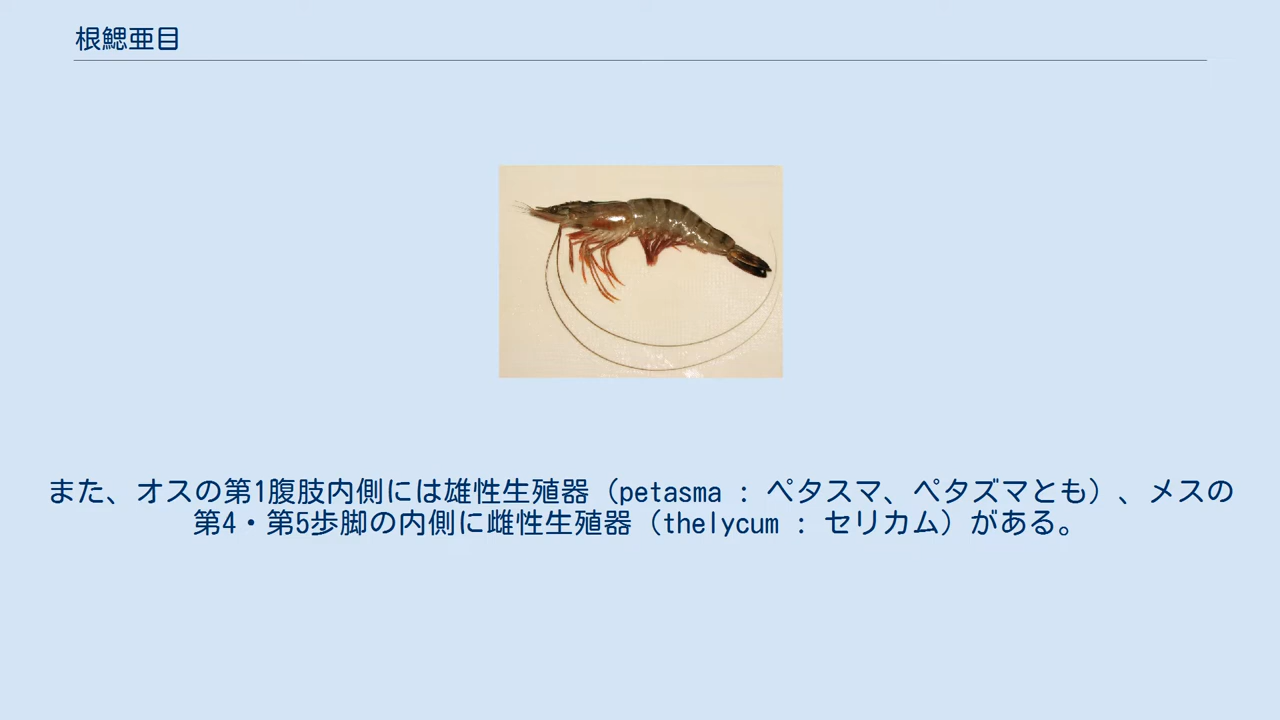 根鰓亜目
また、オスの第1腹肢内側には雄性生殖器（petasma : ペタスマ、ペタズマとも）、メスの
第4・第5歩脚の内側に雌性生殖器（thelycum : セリカム）がある。